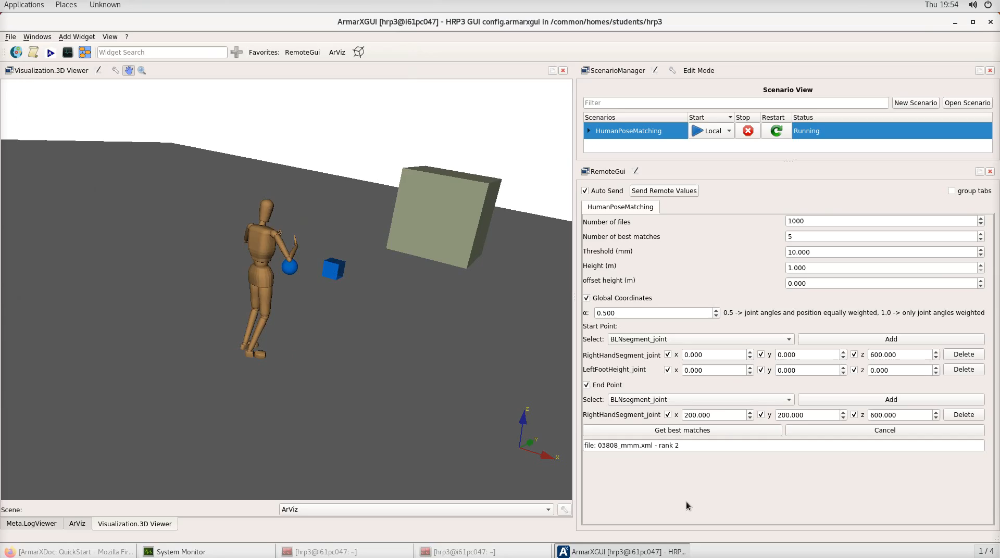 Applications Places Unknown Thu 19:54
ArmarXGUI [hrp3@i61pc047] - HRP3 GUI config.armarxgui in /common/homes/students/hrp3
File Windows Add Widget View ?
Widget Search Favorites: RemoteGui ArViz
Visualization.3D Viewer
Z
Y
X
Scene: ArViz
Meta.LogViewer ArViz Visualization.3D Viewer
ScenarioManager Edit Mode
Scenario View
Filter New Scenario Open Scenario
Scenarios Start Stop Restart Status
HumanPoseMatching Local Running
RemoteGui
Auto Send Send Remote Values group tabs
HumanPoseMatching
Number of files 1000
Number of best matches 5
Threshold (mm) 10.000
Height (m) 1.000
offset height (m) 0.000
Global Coordinates
α: 0.500 0.5 -> joint angles and position equally weighted, 1.0 -> only joint angles weighted
Start Point:
Select: BLNsegment_joint Add
RightHandSegment_joint x 0.000 y 0.000 z 600.000 Delete
LeftFootHeight_joint x 0.000 y 0.000 z 0.000 Delete
End Point
Select: BLNsegment_joint Add
RightHandSegment_joint x 200.000 y 200.000 z 600.000 Delete
Get best matches Cancel
file: 03808_mmm.xml - rank 2
[ArmarXDoc: QuickStart - Mozilla Fir... System Monitor [hrp3@i61pc047: ~] [hrp3@i61pc047: ~] ArmarXGUI [hrp3@i61pc047] - HRP... 1 / 4